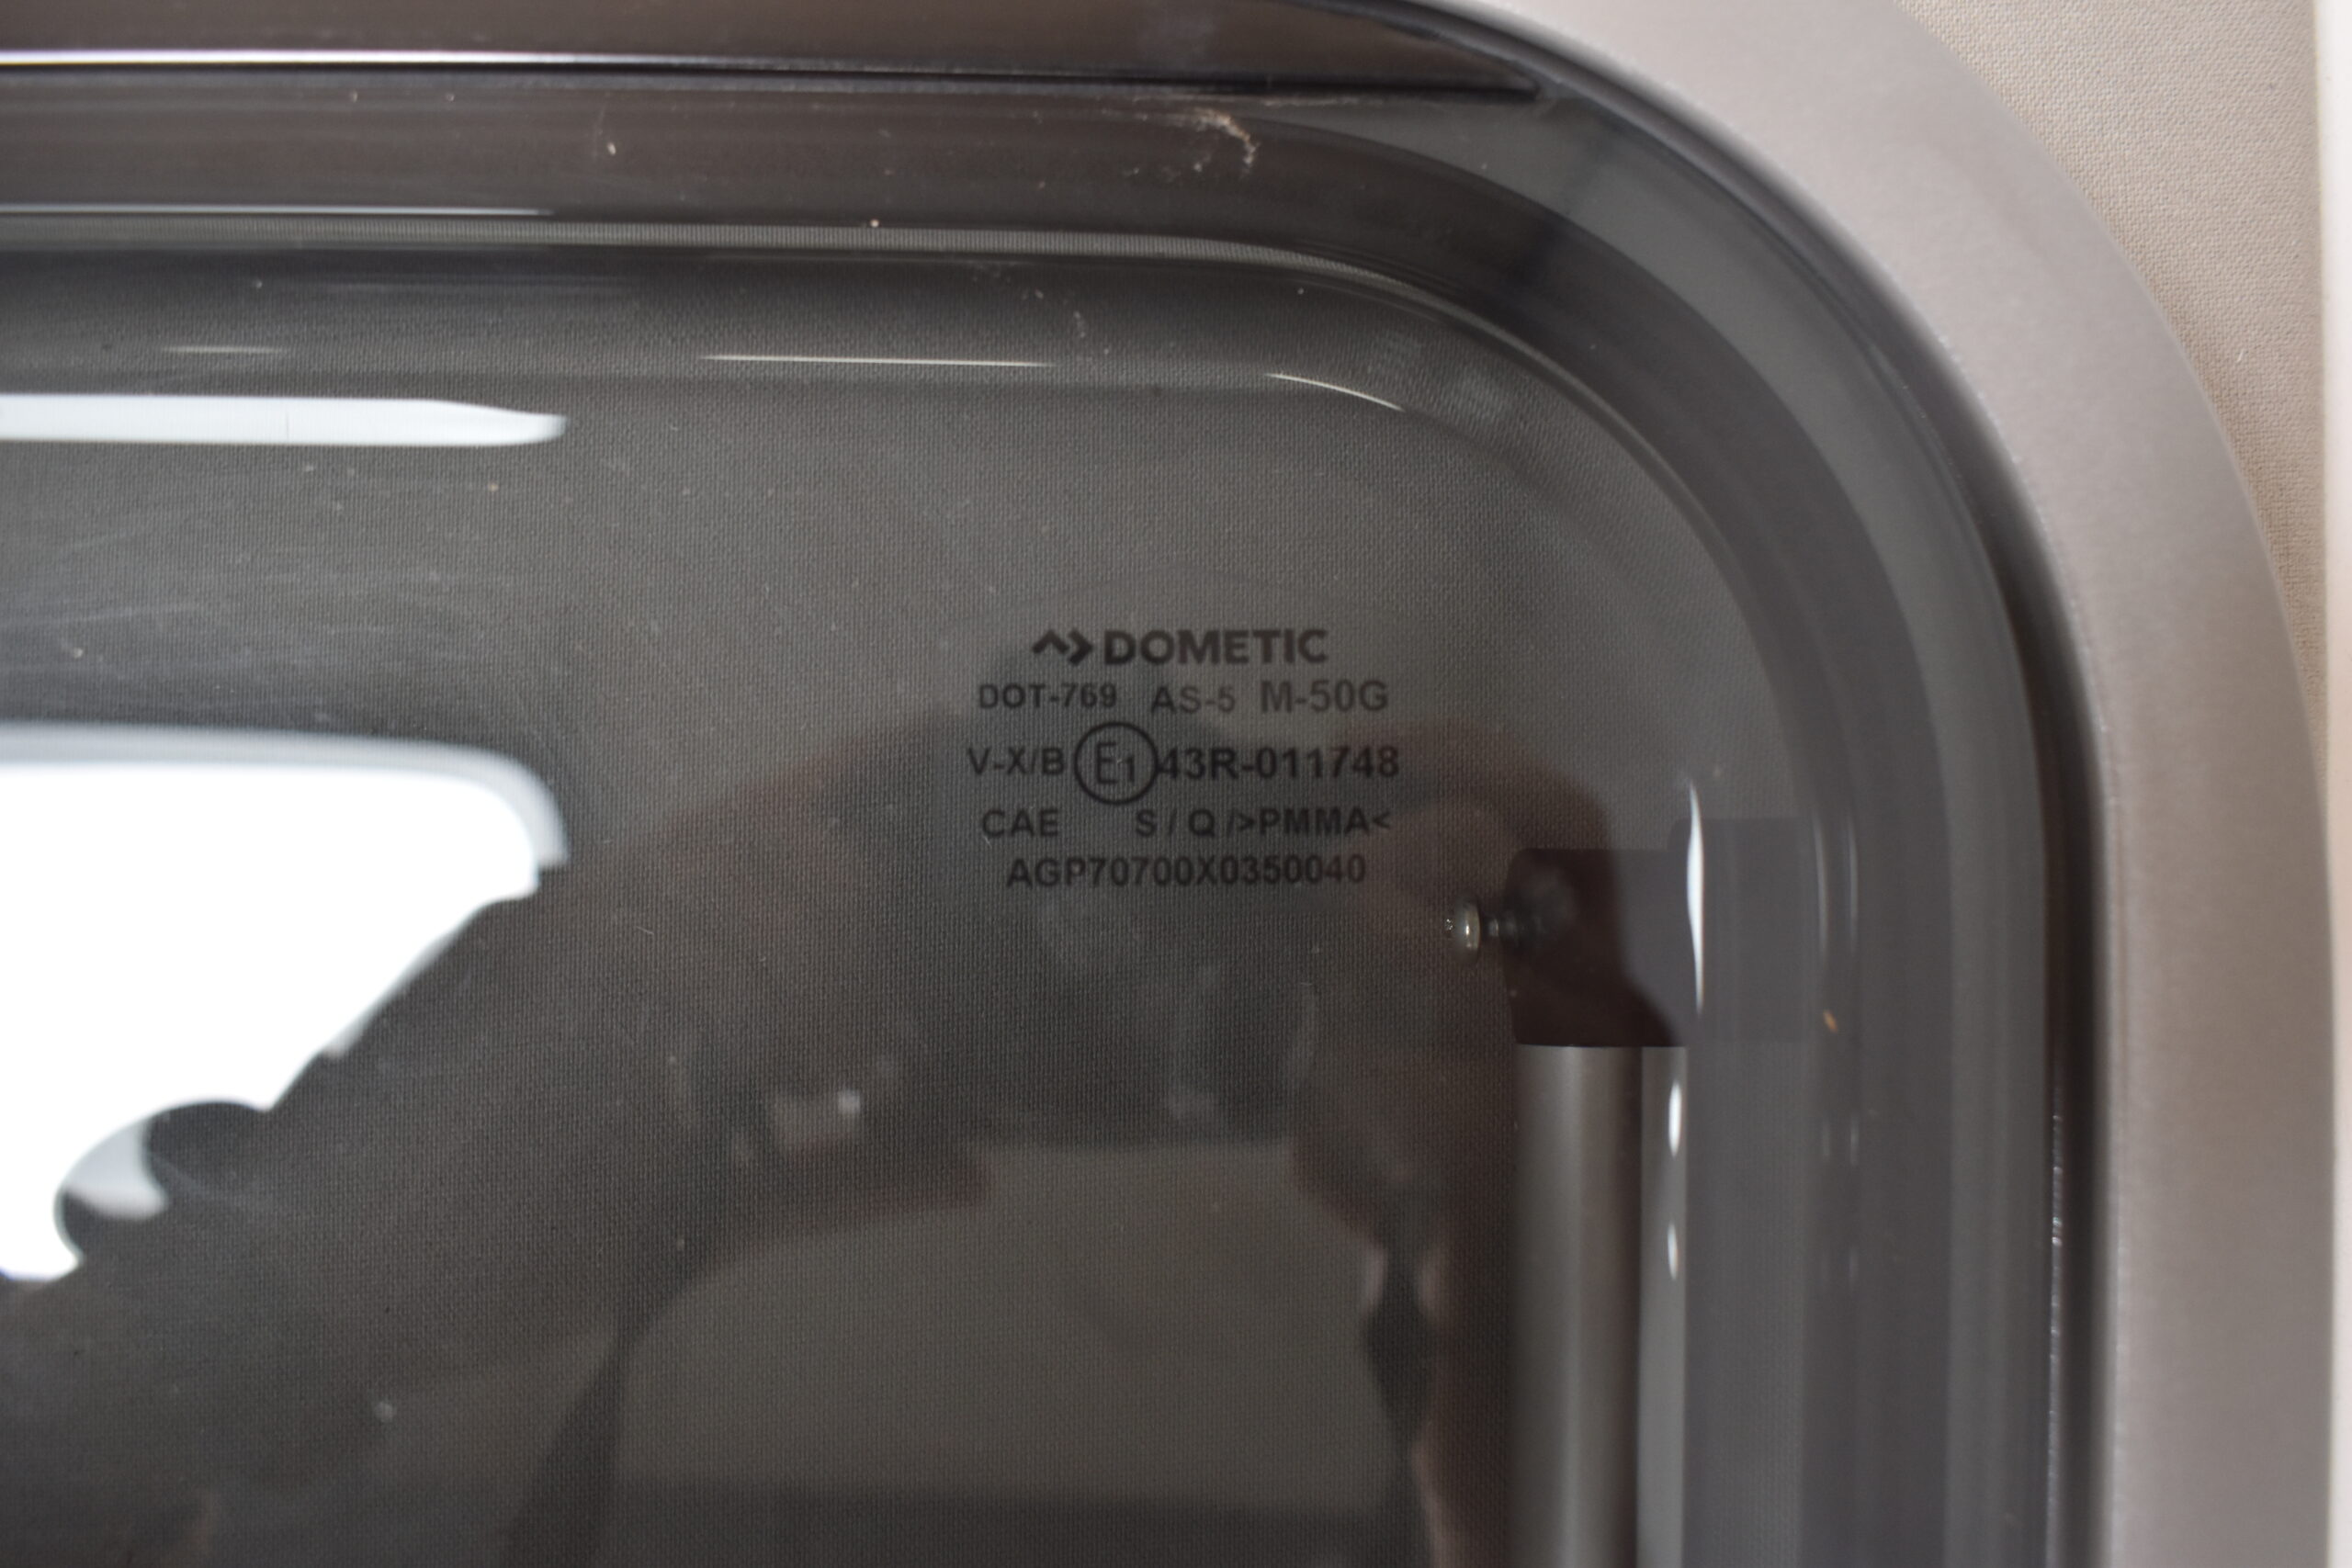 DOMETIC
DOT-769 AS-5 M-50G
V-X/B E1 43R-011748
CAE S / Q />PMMA<
AGP70700X0350040